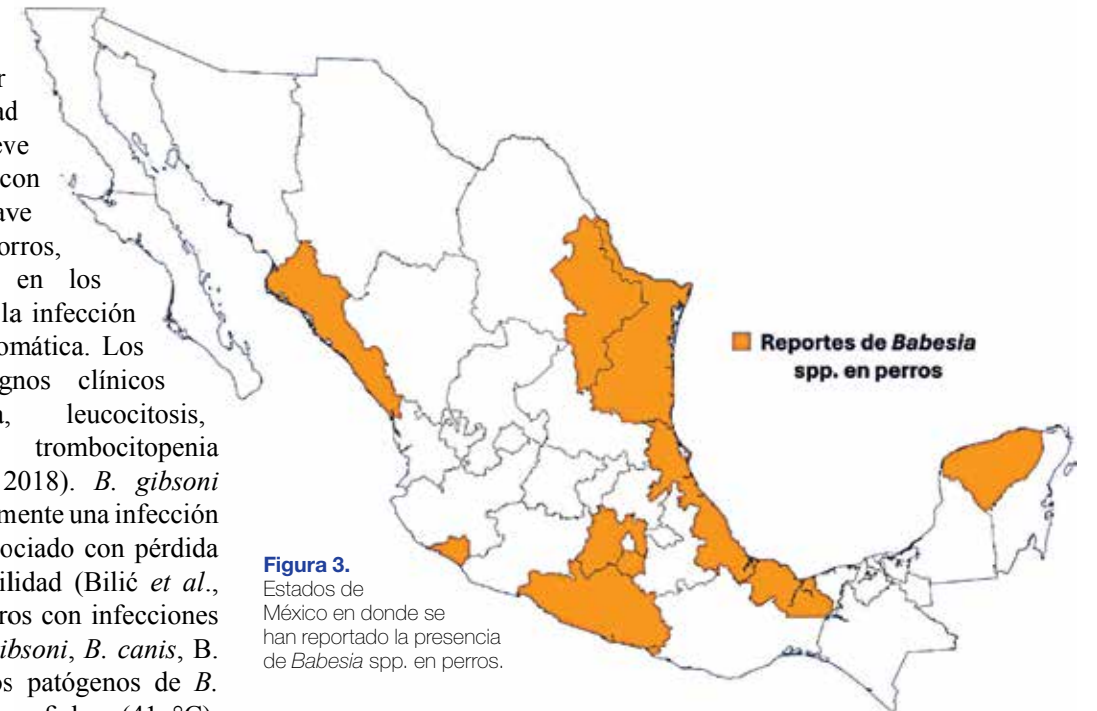 r
ad
eve
con
ave
orros,
en los
la infección
omática. Los
gnos clínicos
a, leucocitosis,
trombocitopenia
2018). B. gibsoni
mente una infección
ociado con pérdida
ilidad (Bilić et al.,
ros con infecciones
ibsoni, B. canis, B.
os patógenos de B.
(41 °C)
Figura 3.
Estados de
México en donde se
han reportado la presencia
de Babesia spp. en perros.
Reportes de Babesia
spp. en perros